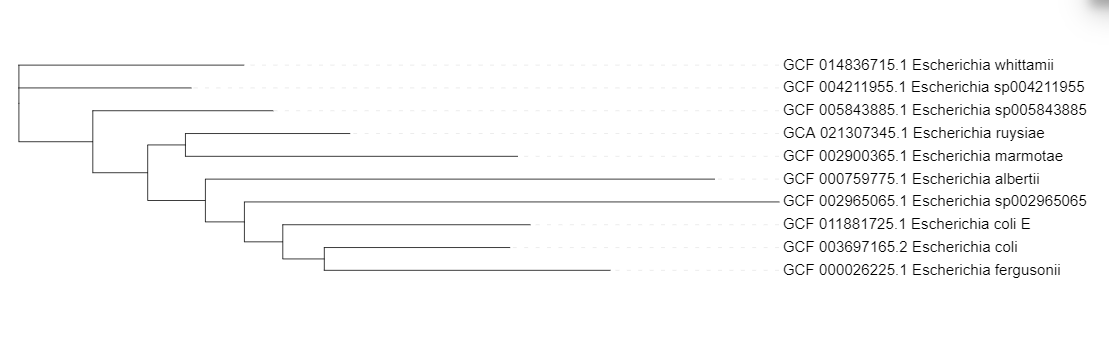 GCF 014836715.1 Escherichia whittamii
GCF 004211955.1 Escherichia sp004211955
GCF 005843885.1 Escherichia sp005843885
GCA 021307345.1 Escherichia ruysiae
GCF 002900365.1 Escherichia marmotae
GCF 000759775.1 Escherichia albertii
GCF 002965065.1 Escherichia sp002965065
GCF 011881725.1 Escherichia coli E
GCF 003697165.2 Escherichia coli
GCF 000026225.1 Escherichia fergusonii